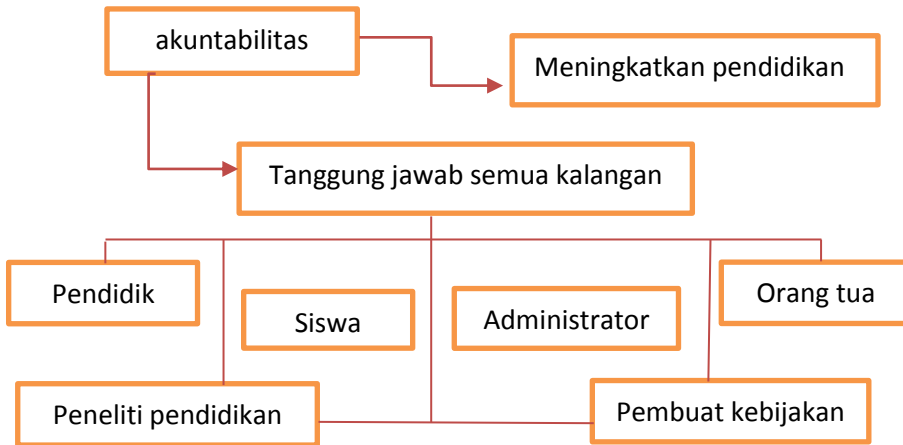 akuntabilitas
Meningkatkan pendidikan
Tanggung jawab semua kalangan
Pendidik
Siswa
Administrator
Orang tua
Peneliti pendidikan
Pembuat kebijakan